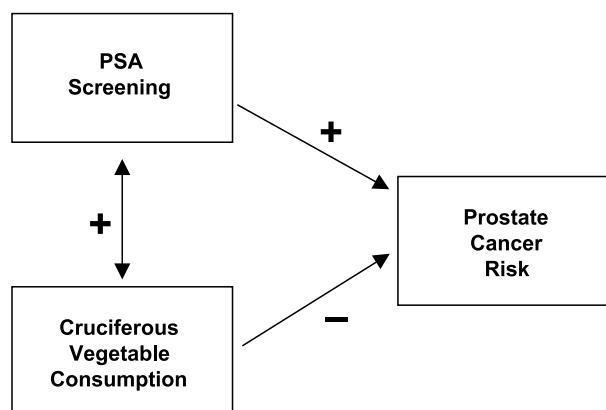 PSA
Screening
+
+
Prostate
Cancer
Risk
−
Cruciferous
Vegetable
Consumption